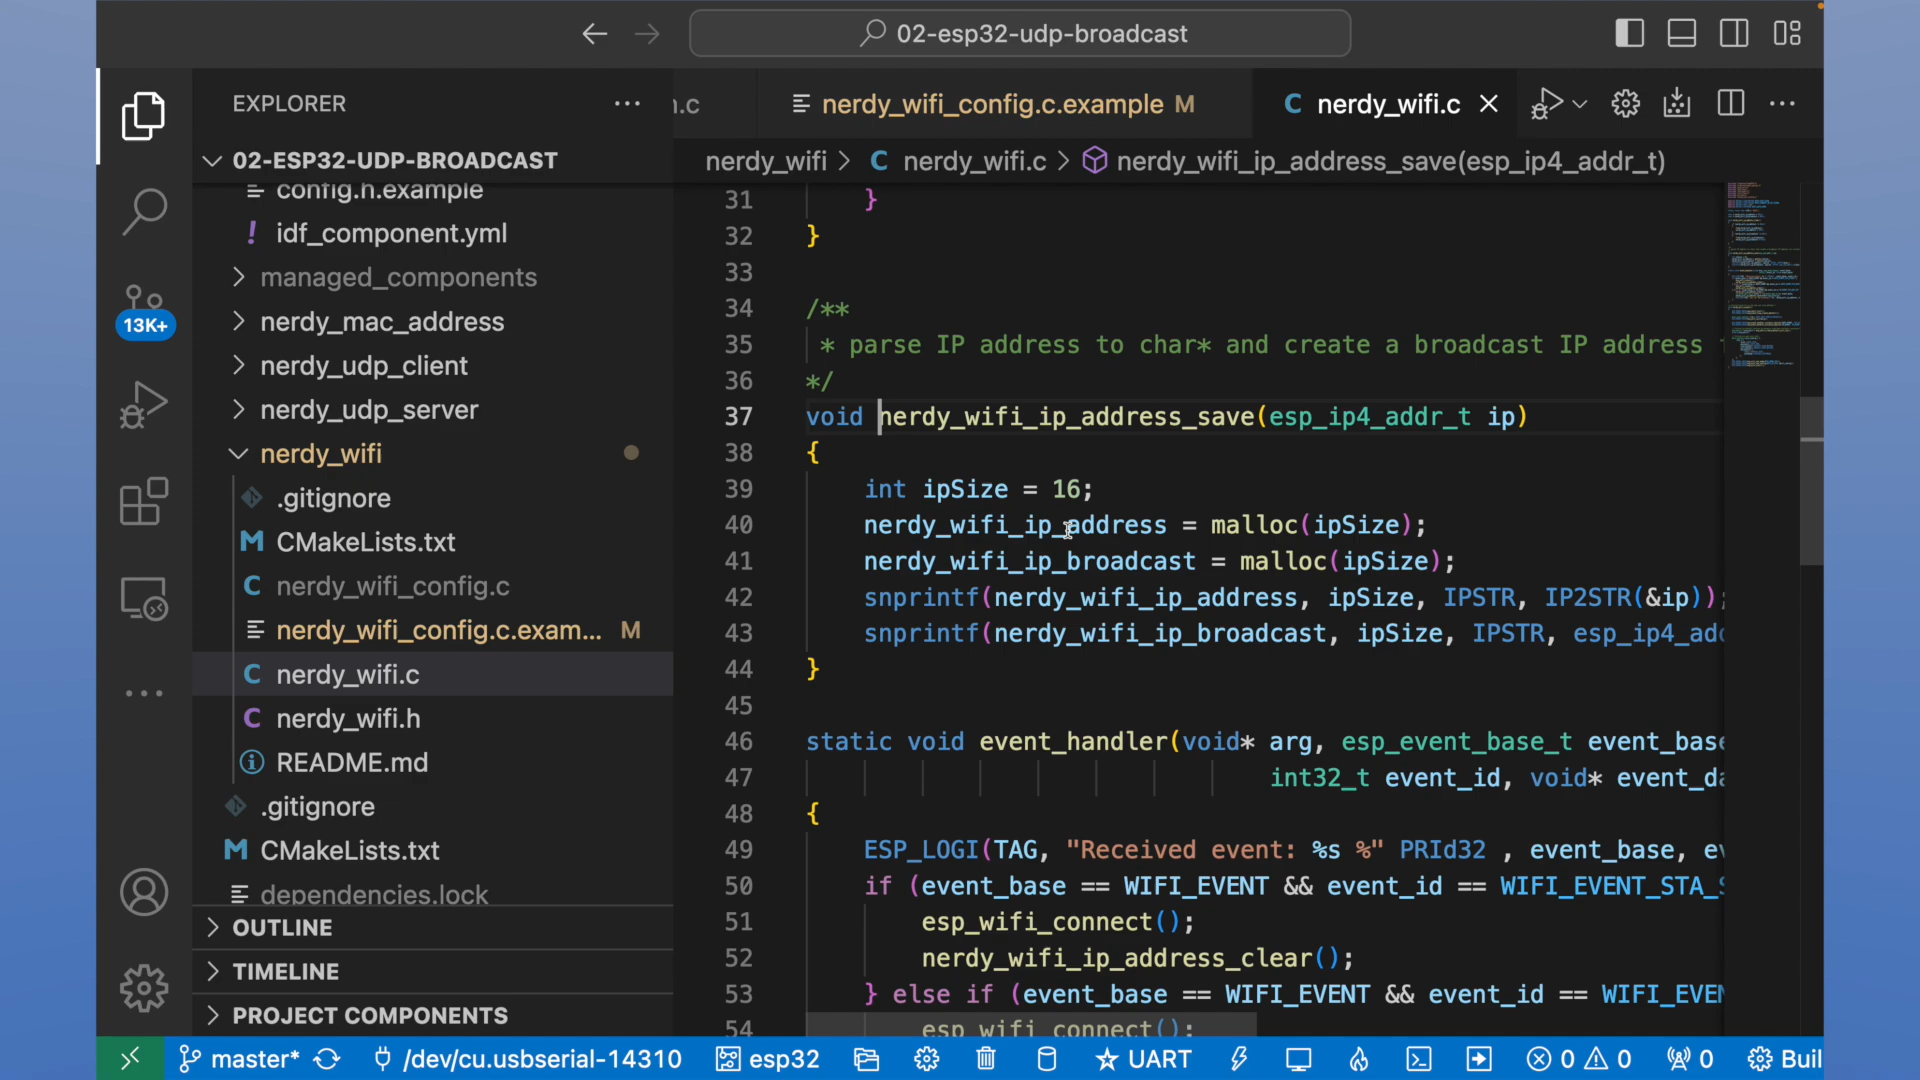 02-esp32-udp-broadcast
EXPLORER
02-ESP32-UDP-BROADCAST
config.h.example
idf_component.yml
managed_components
nerdy_mac_address
nerdy_udp_client
nerdy_udp_server
nerdy_wifi
.gitignore
CMakeLists.txt
nerdy_wifi_config.c
nerdy_wifi_config.c.exam... M
nerdy_wifi.c
nerdy_wifi.h
README.md
.gitignore
CMakeLists.txt
dependencies.lock
OUTLINE
TIMELINE
PROJECT COMPONENTS
13K+
.c
nerdy_wifi_config.c.example M
C nerdy_wifi.c
nerdy_wifi > C nerdy_wifi.c > nerdy_wifi_ip_address_save(esp_ip4_addr_t)
31 }
32 }
33
34 /**
35 * parse IP address to char* and create a broadcast IP address
36 */
37 void nerdy_wifi_ip_address_save(esp_ip4_addr_t ip)
38 {
39 int ipSize = 16;
40 nerdy_wifi_ip_address = malloc(ipSize);
41 nerdy_wifi_ip_broadcast = malloc(ipSize);
42 snprintf(nerdy_wifi_ip_address, ipSize, IPSTR, IP2STR(&ip));
43 snprintf(nerdy_wifi_ip_broadcast, ipSize, IPSTR, esp_ip4_add
44 }
45
46 static void event_handler(void* arg, esp_event_base_t event_base
47 int32_t event_id, void* event_da
48 {
49 ESP_LOGI(TAG, "Received event: %s %" PRId32 , event_base, ev
50 if (event_base == WIFI_EVENT && event_id == WIFI_EVENT_STA_S
51 esp_wifi_connect();
52 nerdy_wifi_ip_address_clear();
53 } else if (event_base == WIFI_EVENT && event_id == WIFI_EVEN
54 esp_wifi_connect();
master* /dev/cu.usbserial-14310 esp32 UART 0 0 0 Buil